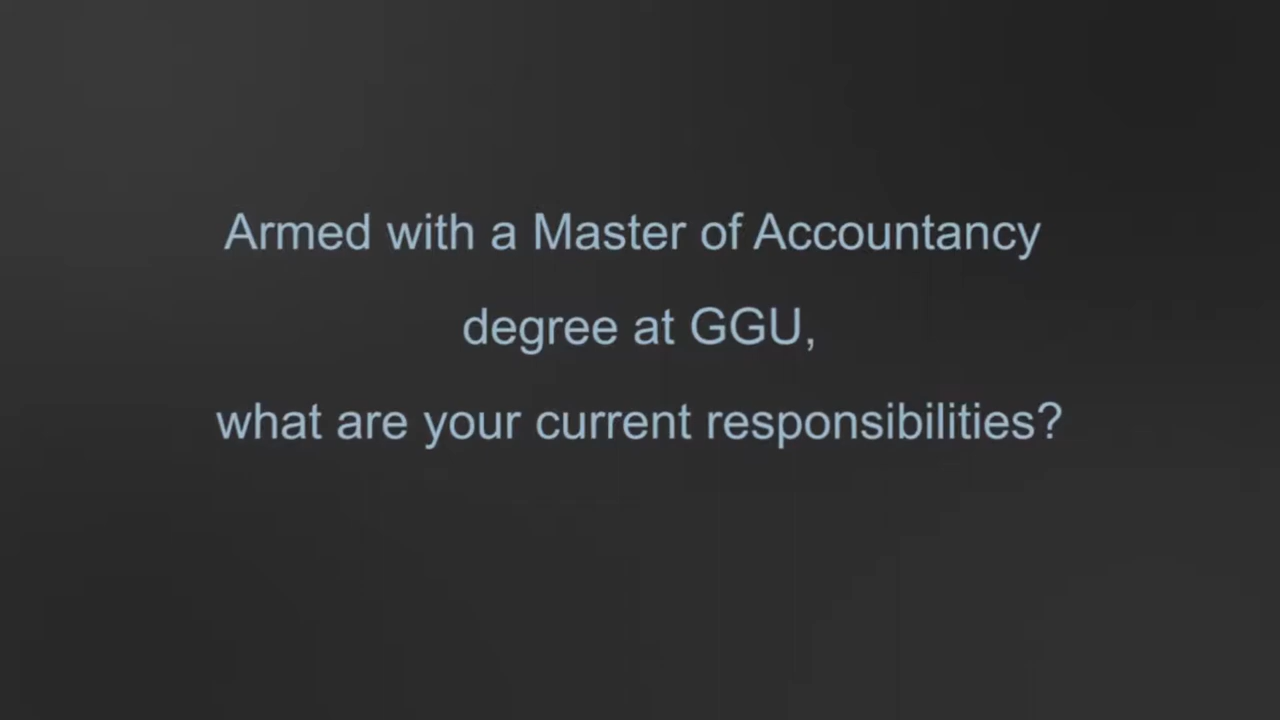 Armed with a Master of Accountancy
degree at GGU,
what are your current responsibilities?